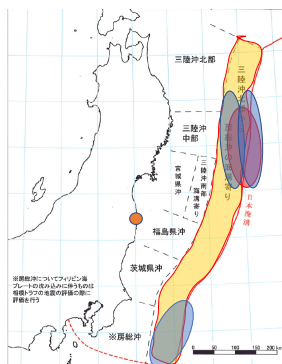 三陸沖北部
三陸沖
中部
宮城県沖
三陸沖南部
海溝寄り
日本海溝
福島県沖
茨城県沖
※房総沖についてフィリピン海
プレートの沈み込みに伴うものは
相模トラフの地震の評価の際に
評価を行う
※房総沖
0 50 100 200 km